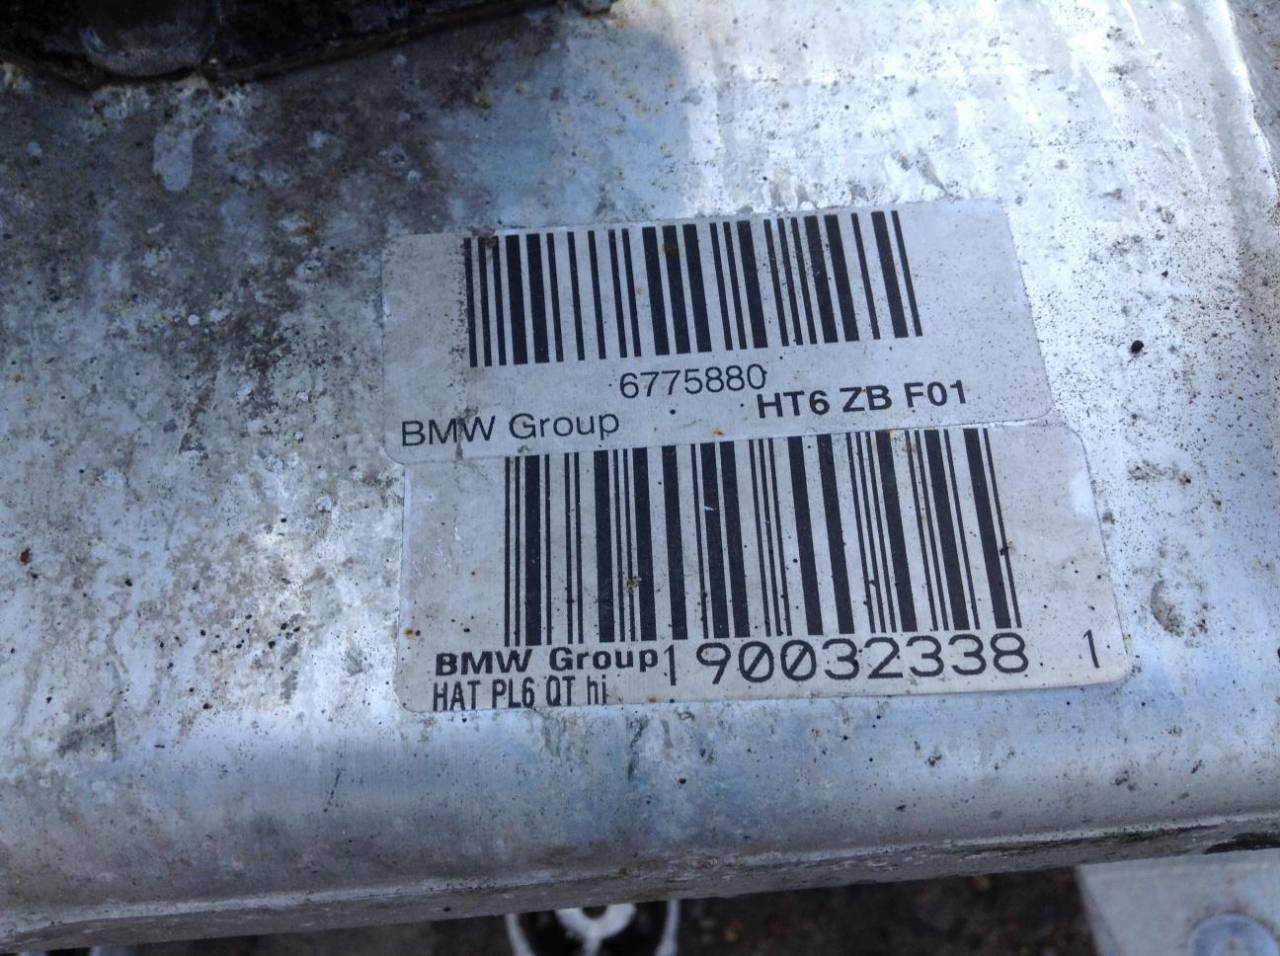 6775880
BMW Group HT6 ZB F01
BMW Group 190032338 1
HAT PL6 QT hi